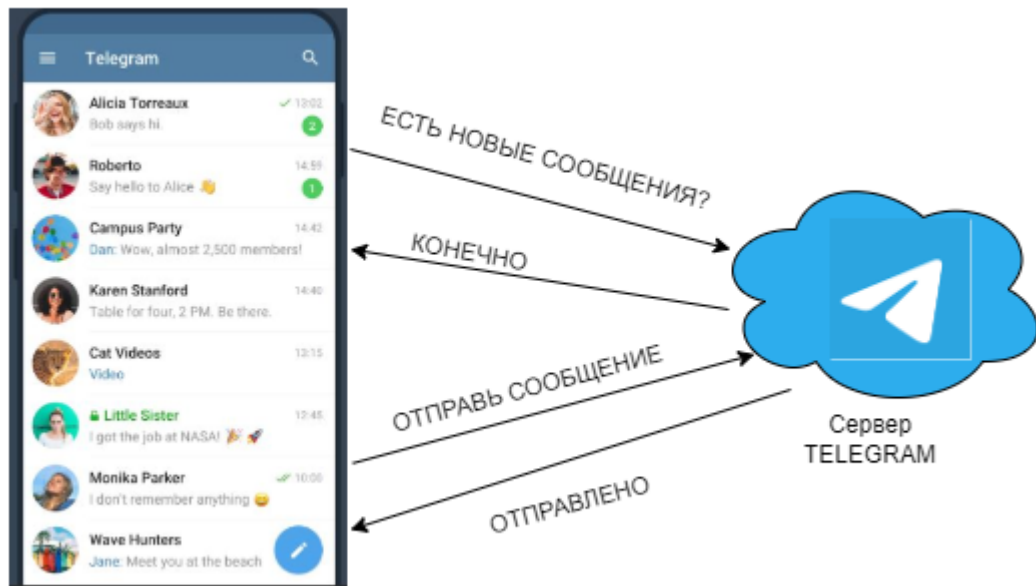 Telegram
Alicia Torreaux 13:02
Bob says hi. 2
Roberto 14:59
Say hello to Alice 👋 1
Campus Party 14:42
Dan: Wow, almost 2,500 members!
Karen Stanford 14:40
Table for four, 2 PM. Be there.
Cat Videos 13:15
Video
Little Sister 12:45
I got the job at NASA! 🎉 🚀
Monika Parker 10:00
I don't remember anything 😄
Wave Hunters
Jane: Meet you at the beach
ЕСТЬ НОВЫЕ СООБЩЕНИЯ?
КОНЕЧНО
ОТПРАВЬ СООБЩЕНИЕ
ОТПРАВЛЕНО
Сервер
TELEGRAM